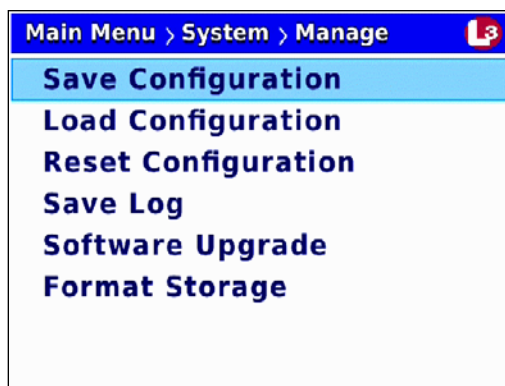 Main Menu > System > Manage L3
Save Configuration
Load Configuration
Reset Configuration
Save Log
Software Upgrade
Format Storage